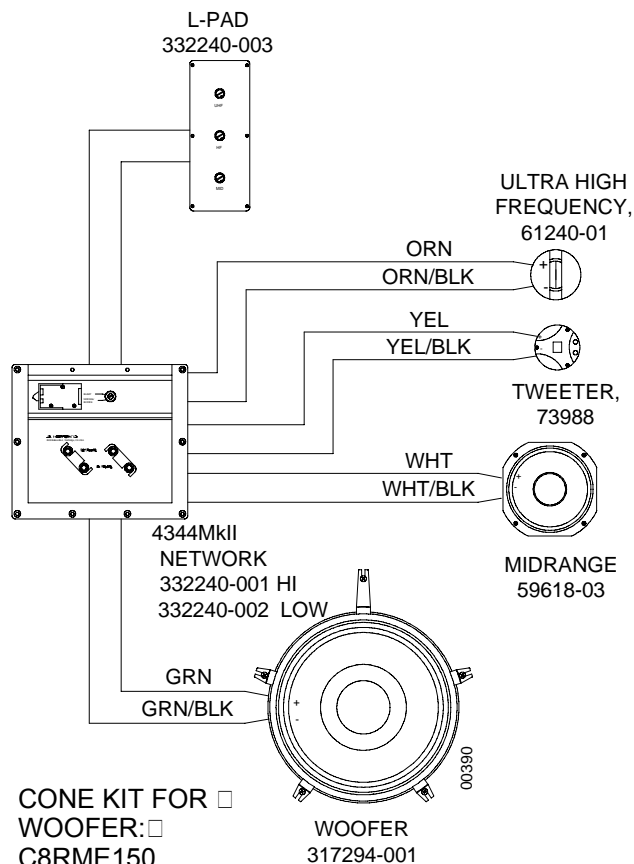 L-PAD
332240-003
UHF
HF
MID
ULTRA HIGH
FREQUENCY,
61240-01
ORN
ORN/BLK
YEL
YEL/BLK
TWEETER,
73988
WHT
WHT/BLK
4344MkII
NETWORK
332240-001 HI
332240-002 LOW
MIDRANGE
59618-03
GRN
GRN/BLK
00390
CONE KIT FOR
WOOFER:
C8RME150
WOOFER
317294-001